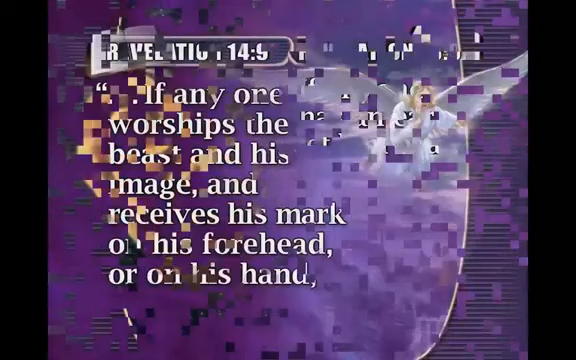 REVELATION 14:9
“...If any one
worships the
beast and his
image, and
receives his mark
on his forehead,
or on his hand,